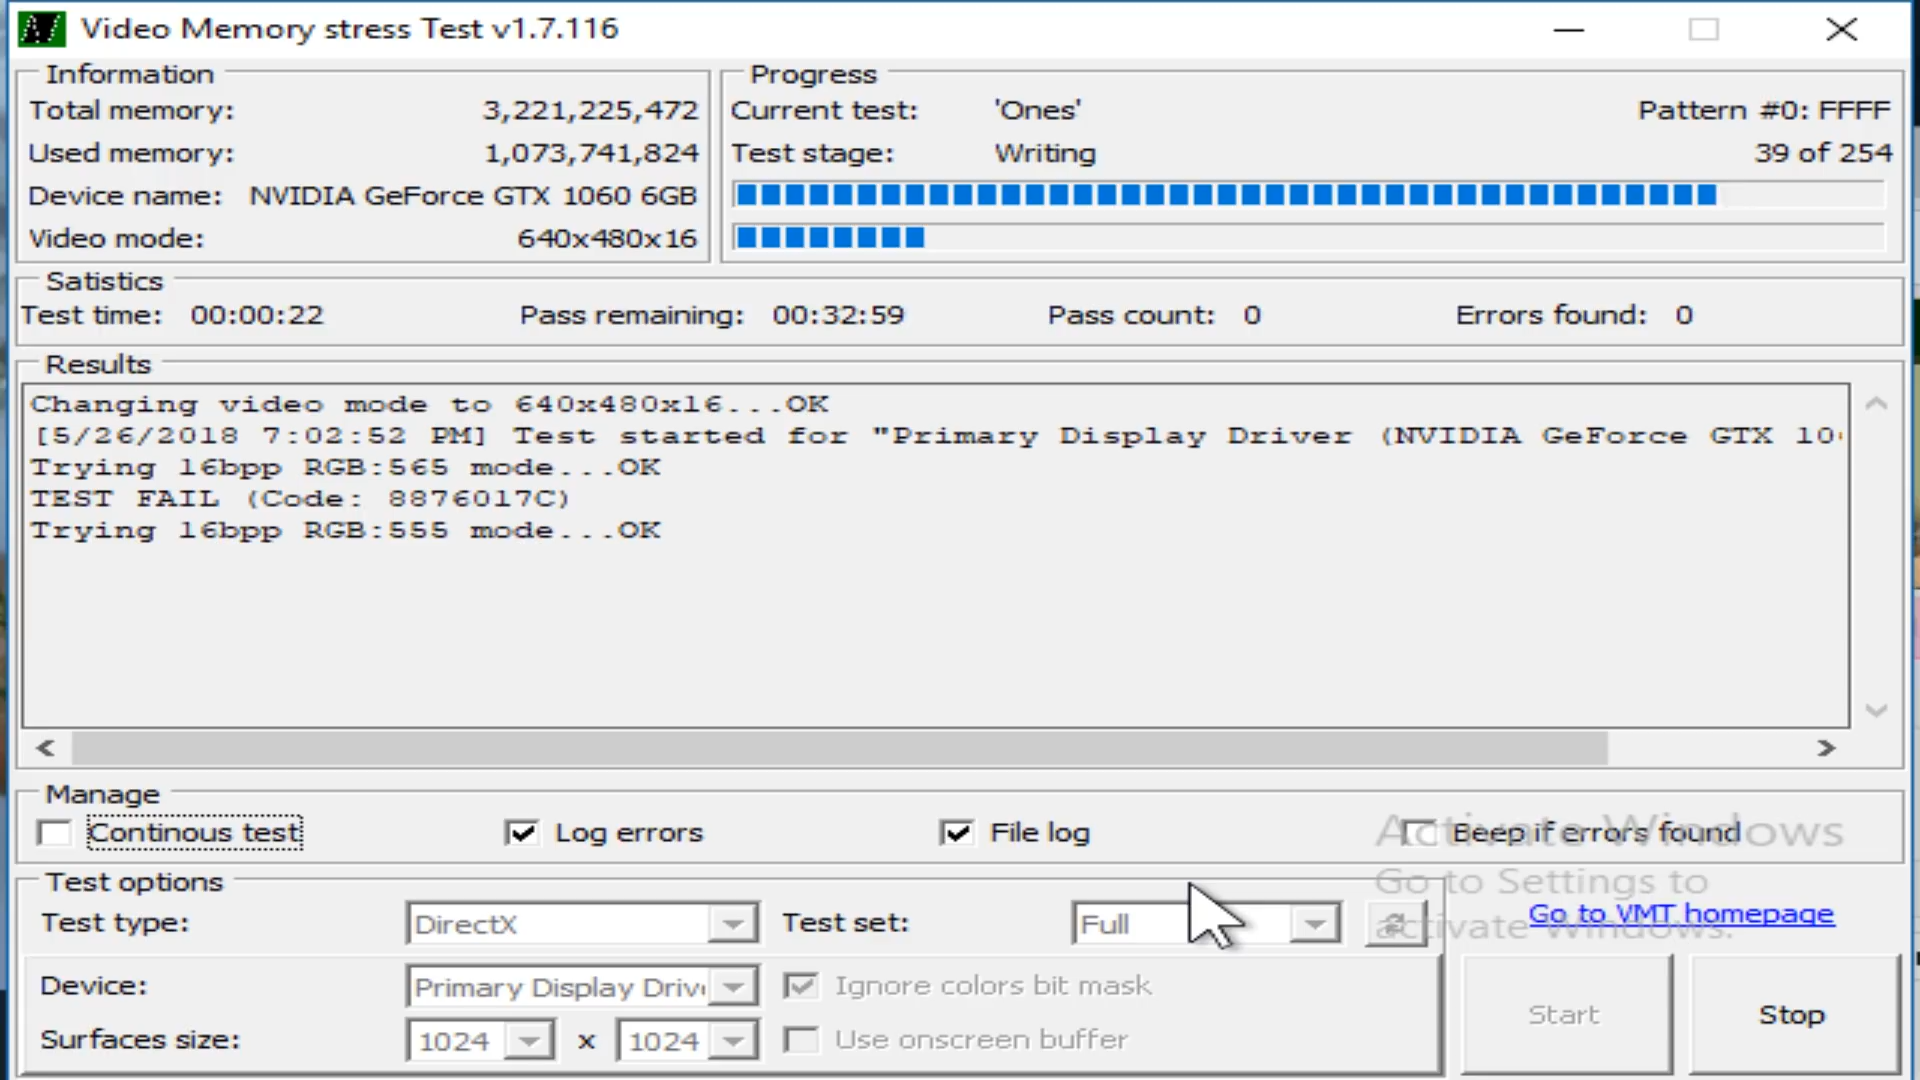 Video Memory stress Test v1.7.116
Information
Total memory: 3,221,225,472
Used memory: 1,073,741,824
Device name: NVIDIA GeForce GTX 1060 6GB
Video mode: 640x480x16
Progress
Current test: 'Ones' Pattern #0: FFFF
Test stage: Writing 39 of 254
Satistics
Test time: 00:00:22 Pass remaining: 00:32:59 Pass count: 0 Errors found: 0
Results
Changing video mode to 640x480x16...OK
[5/26/2018 7:02:52 PM] Test started for "Primary Display Driver (NVIDIA GeForce GTX 10
Trying 16bpp RGB:565 mode...OK
TEST FAIL (Code: 8876017C)
Trying 16bpp RGB:555 mode...OK
Manage
Continous test Log errors File log Beep if errors found
Activate Windows
Go to Settings to
activate Windows.
Test options
Test type: DirectX Test set: Full
Go to VMT homepage
Device: Primary Display Driv Ignore colors bit mask
Surfaces size: 1024 x 1024 Use onscreen buffer
Start Stop